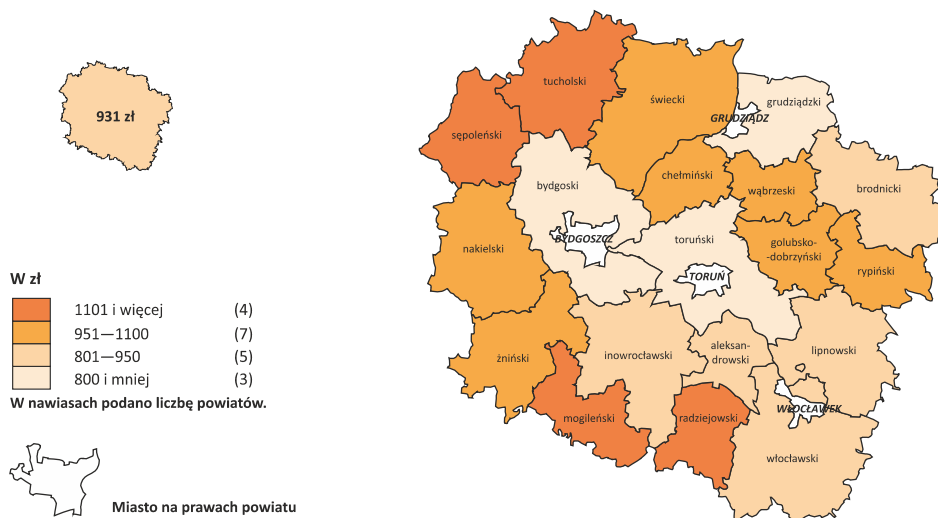 931 zł
W zł
1101 i więcej (4)
951—1100 (7)
801—950 (5)
800 i mniej (3)
W nawiasach podano liczbę powiatów.
Miasto na prawach powiatu
tucholski
świecki
grudziądzki
GRUDZIĄDZ
sępoleński
chełmiński
wąbrzeski
brodnicki
bydgoski
BYDGOSZCZ
toruński
golubsko-
-dobrzyński
nakielski
rypiński
TORUŃ
żniński
inowrocławski
aleksan-
drowski
lipnowski
mogileński
radziejowski
WŁOCŁAWEK
włocławski